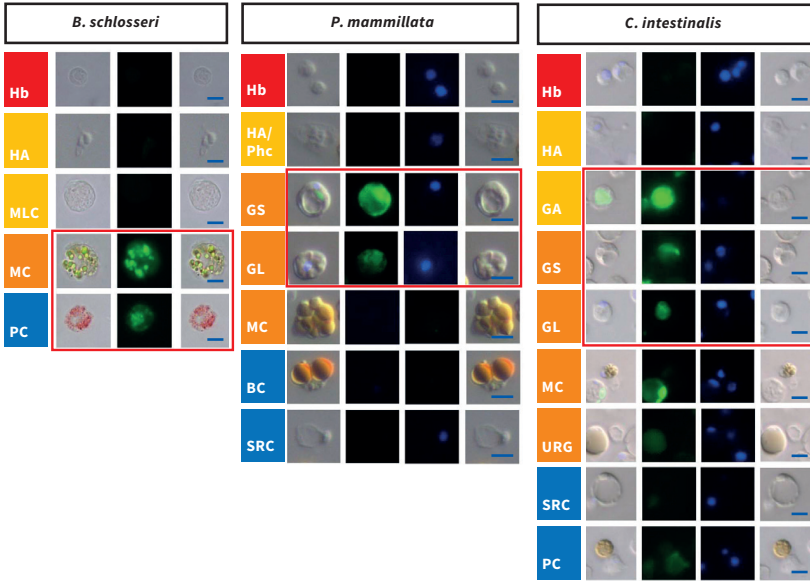 B. schlosseri
Hb
HA
MLC
MC
PC
P. mammillata
Hb
HA/
Phc
GS
GL
MC
BC
SRC
C. intestinalis
Hb
HA
GA
GS
GL
MC
URG
SRC
PC